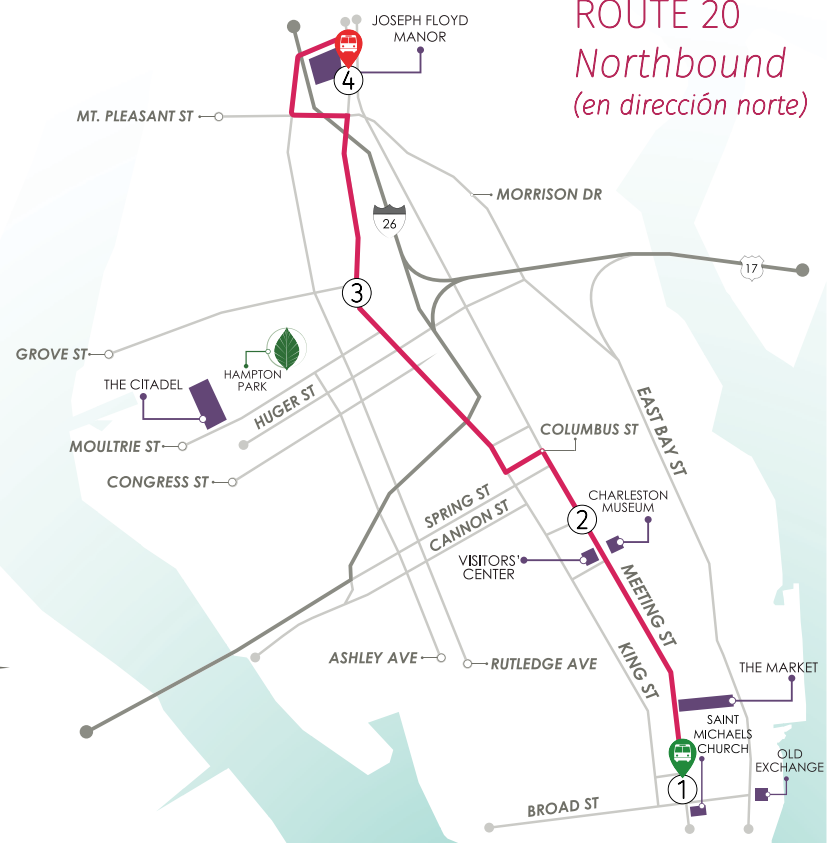 ROUTE 20
Northbound
(en dirección norte)
JOSEPH FLOYD
MANOR
4
MT. PLEASANT ST
MORRISON DR
26
17
3
GROVE ST
HAMPTON
PARK
THE CITADEL
HUGER ST
MOULTRIE ST
CONGRESS ST
COLUMBUS ST
EAST BAY ST
SPRING ST
CANNON ST
CHARLESTON
MUSEUM
2
VISITORS'
CENTER
MEETING ST
KING ST
ASHLEY AVE
RUTLEDGE AVE
THE MARKET
SAINT
MICHAELS
CHURCH
OLD
EXCHANGE
1
BROAD ST